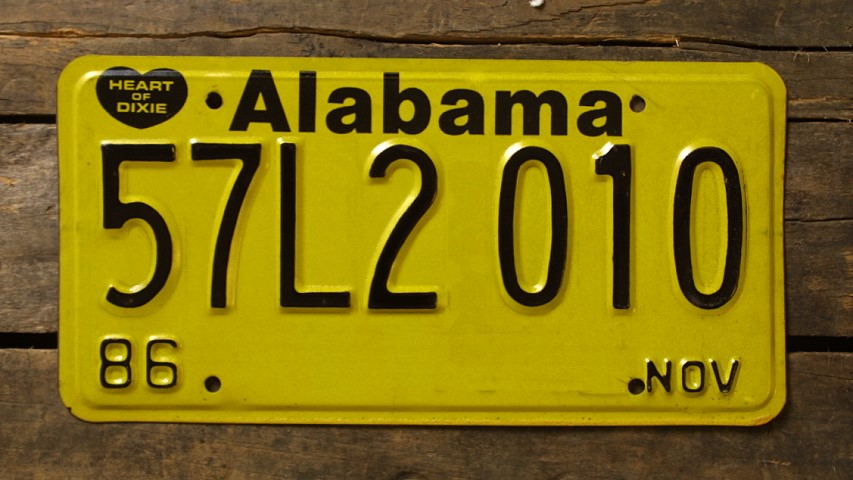 HEART
OF
DIXIE
Alabama
57L2 010
86 NOV